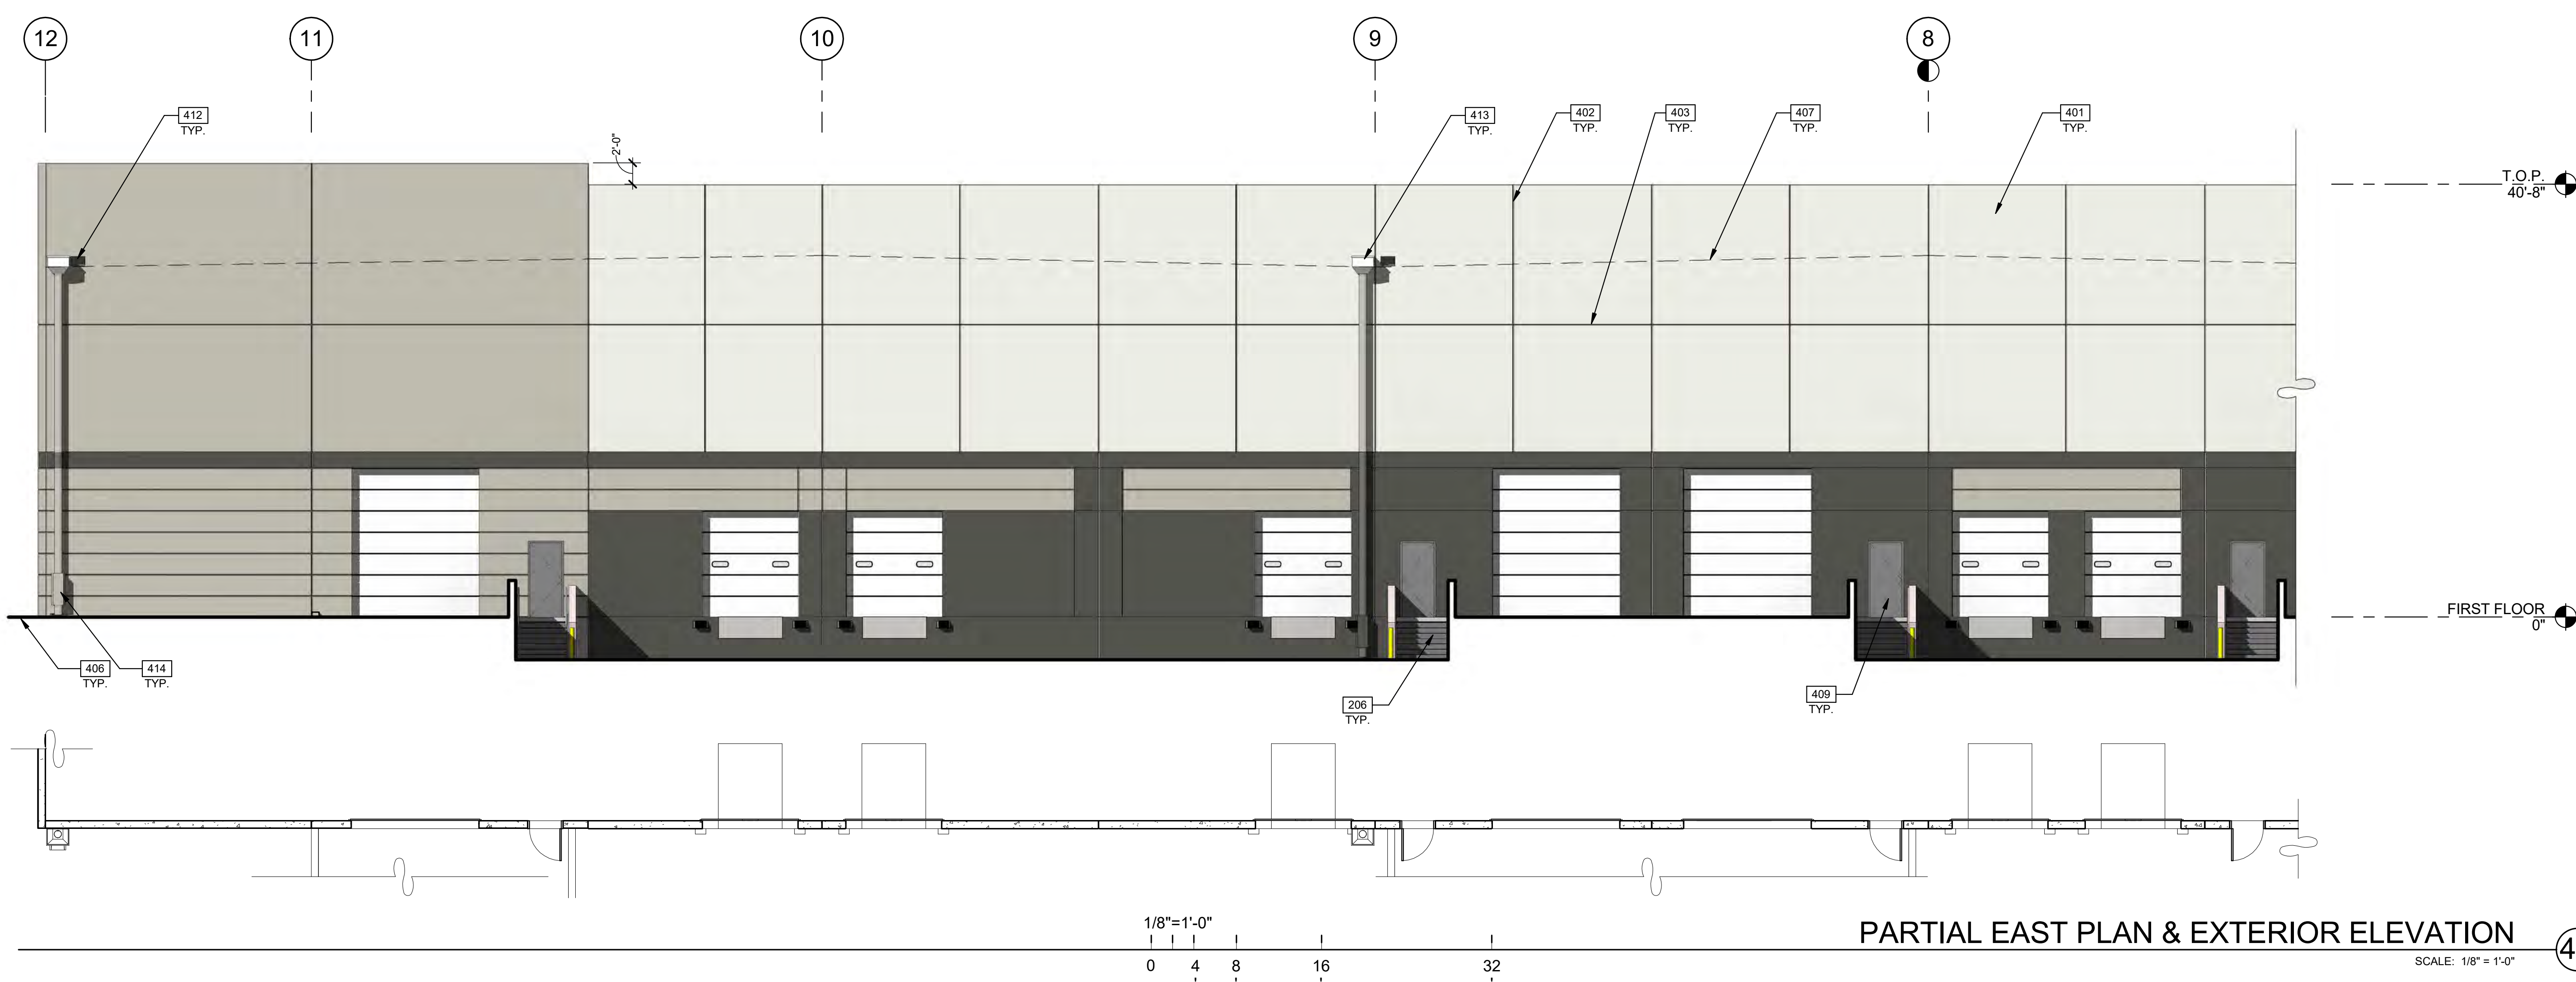 12
11
10
9
8
412
TYP.
413
TYP.
402
TYP.
403
TYP.
407
TYP.
401
TYP.
2'-0"
T.O.P.
40'-8"
FIRST FLOOR
0"
406
TYP.
414
TYP.
206
TYP.
409
TYP.
1/8"=1'-0"
0 4 8 16 32
PARTIAL EAST PLAN & EXTERIOR ELEVATION
4
SCALE: 1/8" = 1'-0"